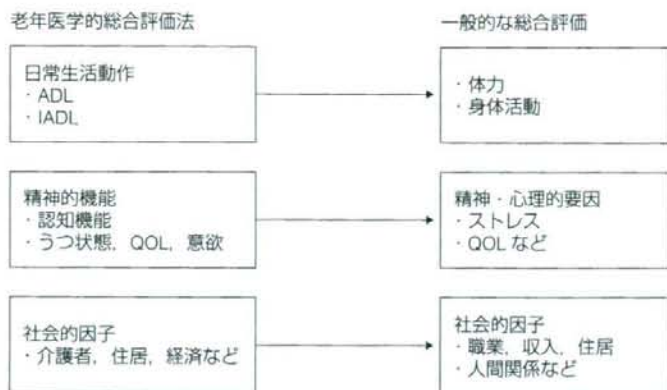 老年医学的総合評価法
一般的な総合評価
日常生活動作
・ADL
・IADL
・体力
・身体活動
精神的機能
・認知機能
・うつ状態，QOL，意欲
精神・心理的要因
・ストレス
・QOL など
社会的因子
・介護者，住居，経済など
社会的因子
・職業，収入，住居
・人間関係など